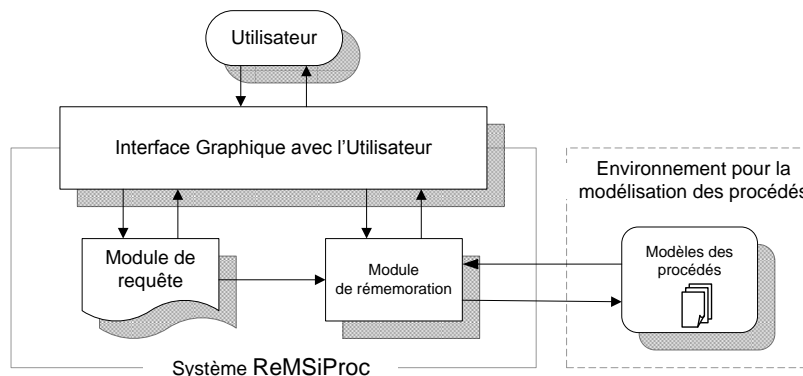 Utilisateur
Interface Graphique avec l'Utilisateur
Environnement pour la
modélisation des procédés
Module de
requête
Module
de rémemoration
Modèles des
procédés
Système ReMSiProc